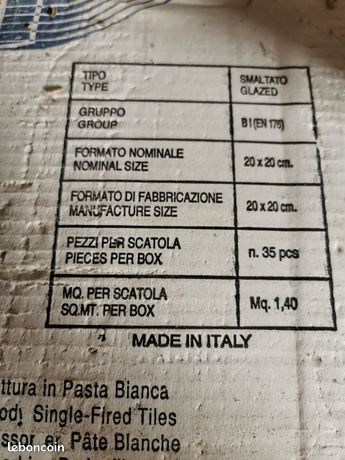 TIPO
TYPE
SMALTATO
GLAZED
GRUPPO
GROUP
B I (EN 176)
FORMATO NOMINALE
NOMINAL SIZE
20 x 20 cm.
FORMATO DI FABBRICAZIONE
MANUFACTURE SIZE
20 x 20 cm.
PEZZI PER SCATOLA
PIECES PER BOX
n. 35 pcs
MQ. PER SCATOLA
SQ.MT. PER BOX
Mq. 1,40
MADE IN ITALY
ttura in Pasta Bianca
ody Single-Fired Tiles
Pâte Blanche
leboncoin